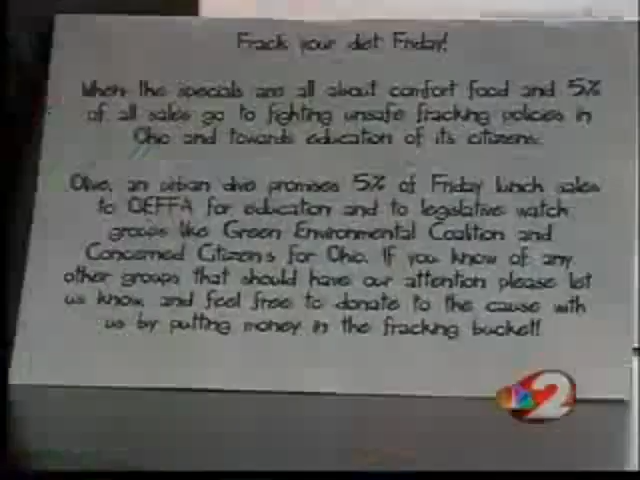 Frack your diet Friday!
When the specials are all about comfort food and 5%
of all sales go to fighting unsafe fracking policies in
Ohio and towards education of its citizens.
Olive, an urban dive promises 5% of Friday lunch sales
to OEFFA for education and to legislative watch
groups like Green Environmental Coalition and
Concerned Citizens for Ohio. If you know of any
other groups that should have our attention please let
us know, and feel free to donate to the cause with
us by putting money in the fracking bucket!
2